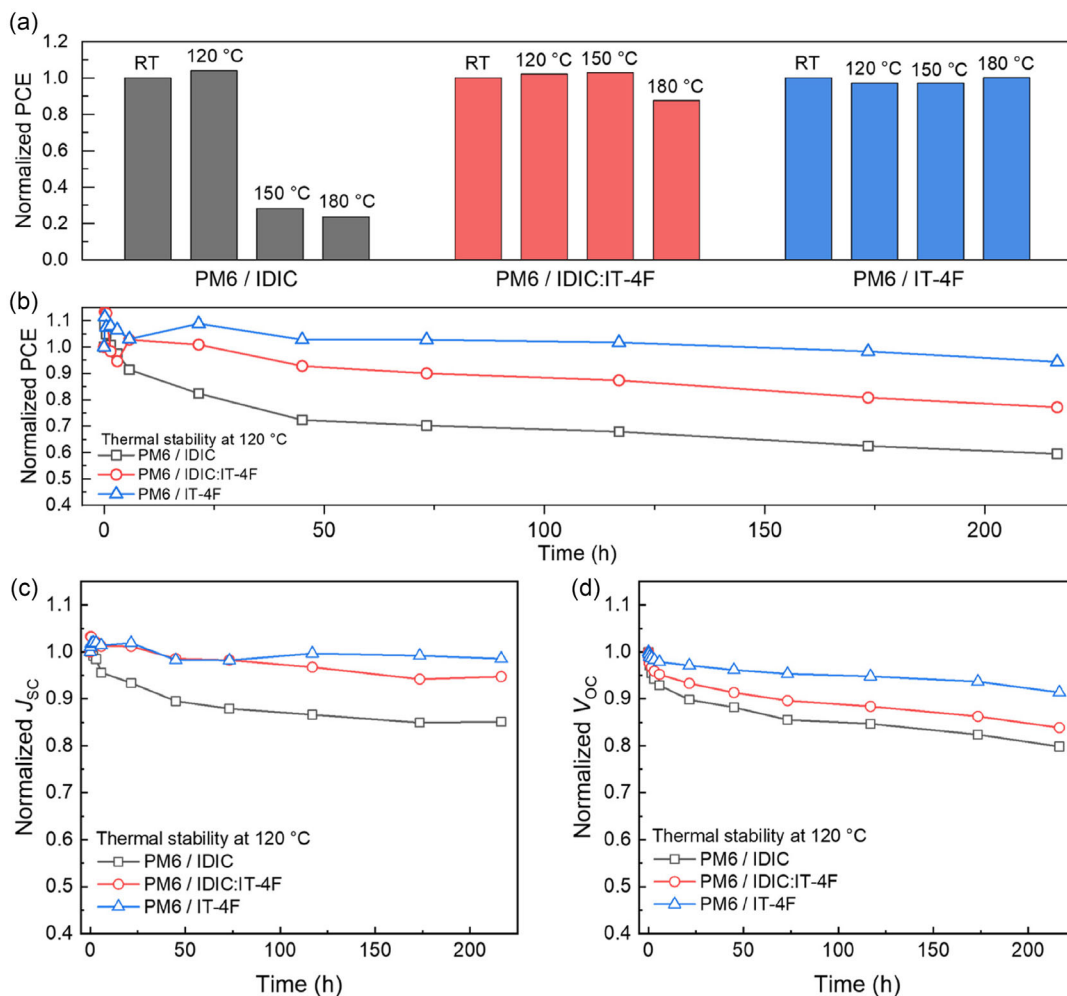 (a)
Normalized PCE
1.2
1.0
0.8
0.6
0.4
0.2
0.0
RT
120 °C
150 °C
180 °C
RT
120 °C
150 °C
180 °C
RT
120 °C
150 °C
180 °C
PM6 / IDIC
PM6 / IDIC:IT-4F
PM6 / IT-4F
(b)
Normalized PCE
1.1
1.0
0.9
0.8
0.7
0.6
0.5
0.4
Thermal stability at 120 °C
PM6 / IDIC
PM6 / IDIC:IT-4F
PM6 / IT-4F
0
50
100
150
200
Time (h)
(c)
Normalized JSC
1.1
1.0
0.9
0.8
0.7
0.6
0.5
0.4
Thermal stability at 120 °C
PM6 / IDIC
PM6 / IDIC:IT-4F
PM6 / IT-4F
0
50
100
150
200
Time (h)
(d)
Normalized VOC
1.1
1.0
0.9
0.8
0.7
0.6
0.5
0.4
Thermal stability at 120 °C
PM6 / IDIC
PM6 / IDIC:IT-4F
PM6 / IT-4F
0
50
100
150
200
Time (h)